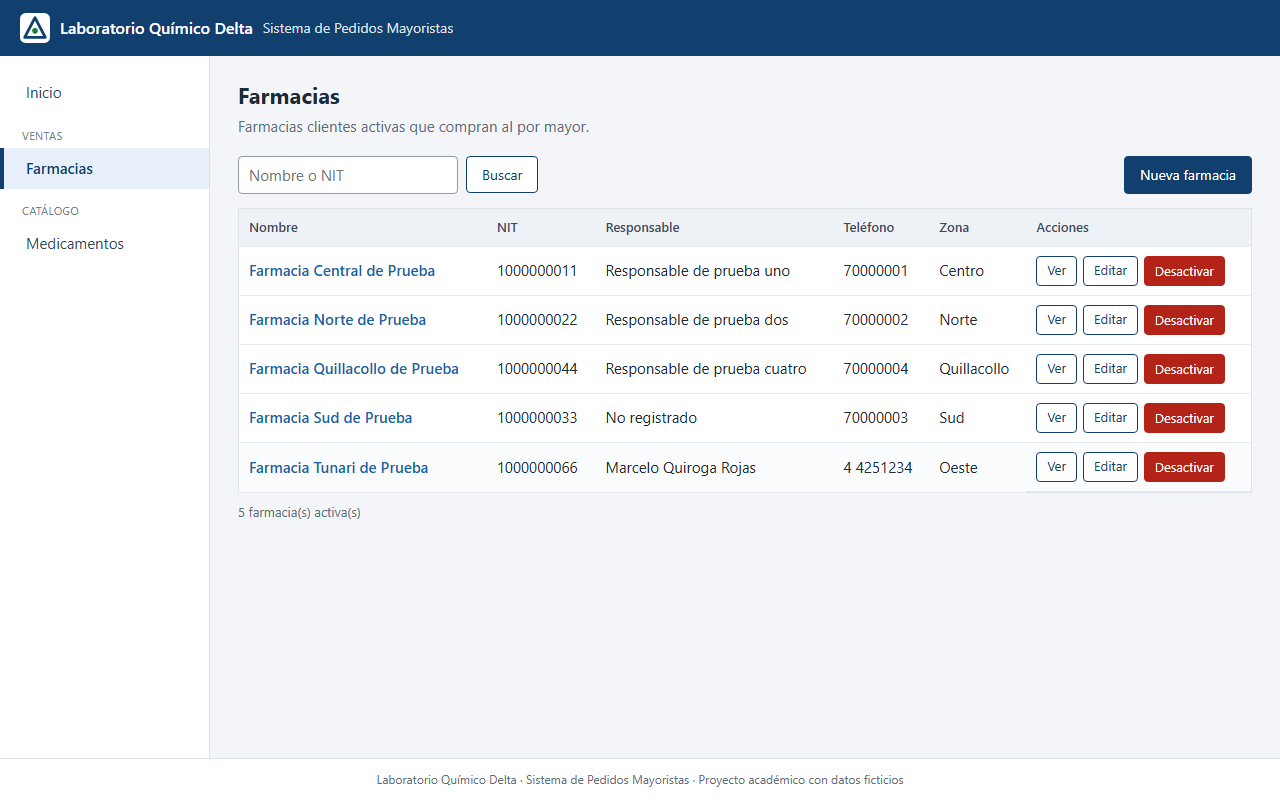 Laboratorio Químico Delta Sistema de Pedidos Mayoristas
Inicio
VENTAS
Farmacias
CATÁLOGO
Medicamentos
Farmacias
Farmacias clientes activas que compran al por mayor.
Nombre o NIT Buscar Nueva farmacia
Nombre NIT Responsable Teléfono Zona Acciones
Farmacia Central de Prueba 1000000011 Responsable de prueba uno 70000001 Centro Ver Editar Desactivar
Farmacia Norte de Prueba 1000000022 Responsable de prueba dos 70000002 Norte Ver Editar Desactivar
Farmacia Quillacollo de Prueba 1000000044 Responsable de prueba cuatro 70000004 Quillacollo Ver Editar Desactivar
Farmacia Sud de Prueba 1000000033 No registrado 70000003 Sud Ver Editar Desactivar
Farmacia Tunari de Prueba 1000000066 Marcelo Quiroga Rojas 4 4251234 Oeste Ver Editar Desactivar
5 farmacia(s) activa(s)
Laboratorio Químico Delta · Sistema de Pedidos Mayoristas · Proyecto académico con datos ficticios